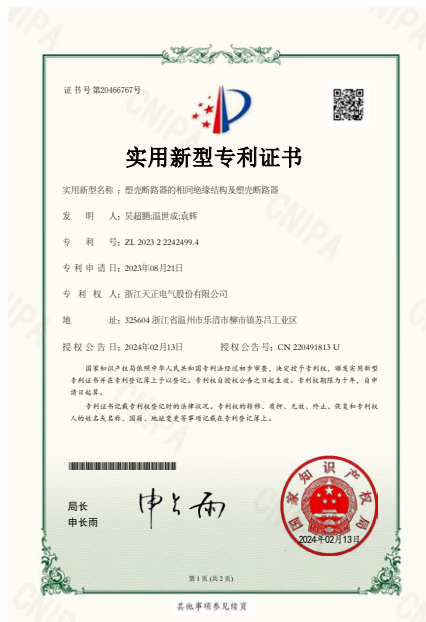 证书号第20466767号
实用新型专利证书
实用新型名称：塑壳断路器的相间绝缘结构及塑壳断路器
发明人：吴超鹏;温世成;袁辉
专利号：ZL 2023 2 2242499.4
专利申请日：2023年08月21日
专利权人：浙江天正电气股份有限公司
地址：325604 浙江省温州市乐清市柳市镇苏吕工业区
授权公告日：2024年02月13日 授权公告号：CN 220491813 U
国家知识产权局依照中华人民共和国专利法经过初步审查，决定授予专利权，颁发实用新型
专利证书并在专利登记簿上予以登记。专利权自授权公告之日起生效。专利权期限为十年，自申
请日起算。
专利证书记载专利权登记时的法律状况。专利权的转移、质押、无效、终止、恢复和专利权
人的姓名或名称、国籍、地址变更等事项记载在专利登记簿上。
局长
申长雨
申长雨
国家知识产权局
2024年02月13日
第1页(共2页)
其他事项参见续页
CNIPA